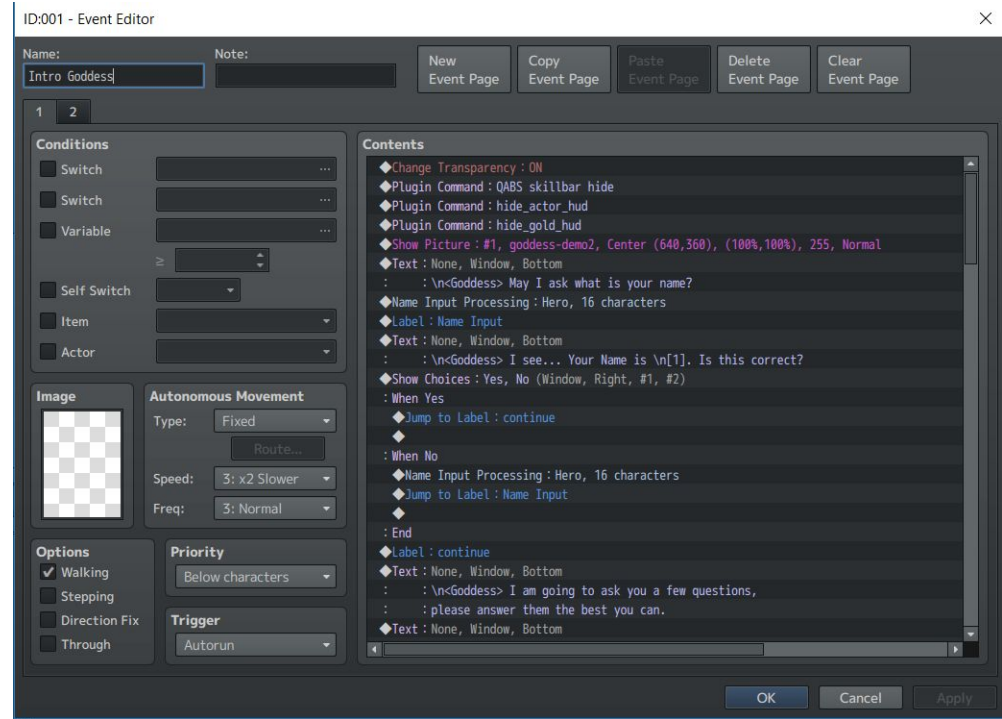 ID:001 - Event Editor
Name:
Note:
Intro Goddess
New Event Page
Copy Event Page
Paste Event Page
Delete Event Page
Clear Event Page
1 2
Conditions
Switch ...
Switch ...
Variable ...
≥
Self Switch
Item
Actor
Image
Autonomous Movement
Type: Fixed
Route...
Speed: 3: x2 Slower
Freq: 3: Normal
Options
Walking
Stepping
Direction Fix
Through
Priority
Below characters
Trigger
Autorun
Contents
◆Change Transparency : ON
◆Plugin Command : QABS skillbar hide
◆Plugin Command : hide_actor_hud
◆Plugin Command : hide_gold_hud
◆Show Picture : #1, goddess-demo2, Center (640,360), (100%,100%), 255, Normal
◆Text : None, Window, Bottom
: : \n<Goddess> May I ask what is your name?
◆Name Input Processing : Hero, 16 characters
◆Label : Name Input
◆Text : None, Window, Bottom
: : \n<Goddess> I see... Your Name is \n[1]. Is this correct?
◆Show Choices : Yes, No (Window, Right, #1, #2)
: When Yes
◆Jump to Label : continue
◆
: When No
◆Name Input Processing : Hero, 16 characters
◆Jump to Label : Name Input
◆
: End
◆Label : continue
◆Text : None, Window, Bottom
: : \n<Goddess> I am going to ask you a few questions,
: : please answer them the best you can.
◆Text : None, Window, Bottom
OK
Cancel
Apply